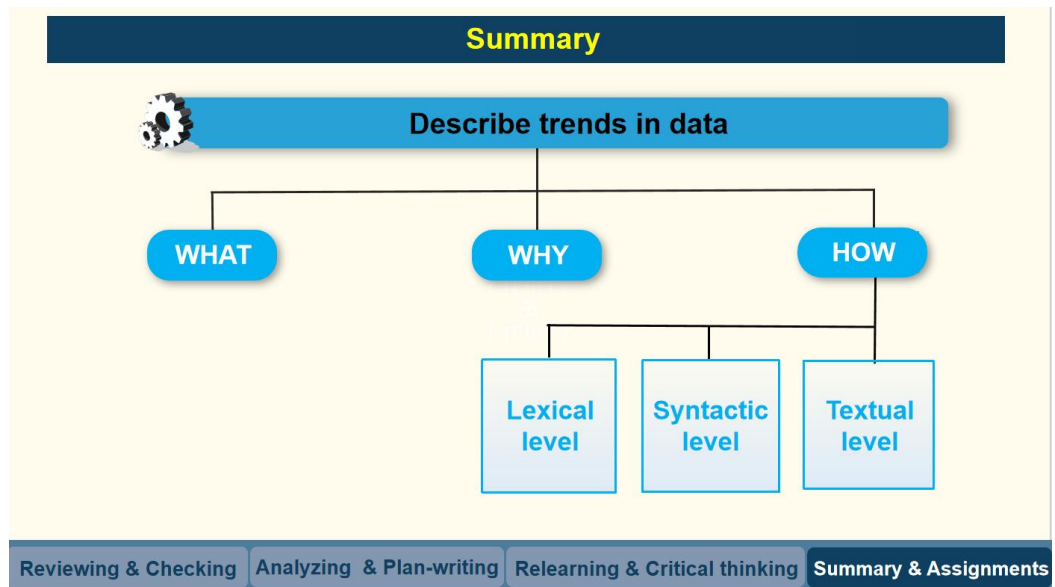 Summary
Describe trends in data
WHAT
WHY
HOW
Lexical
level
Syntactic
level
Textual
level
Reviewing & Checking
Analyzing & Plan-writing
Relearning & Critical thinking
Summary & Assignments